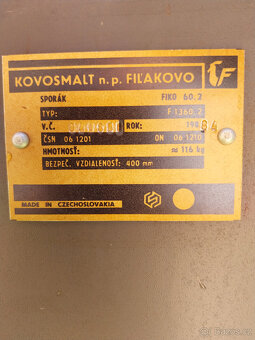 KOVOSMALT n.p. FIĽAKOVO
SPORÁK FIKO 60.2
TYP: F 1360.2
V.Č. ROK: 1984
ČSN 06 1201 ON 06 1210
HMOTNOSŤ: 116 kg
BEZPEČ. VZDIALENOSŤ: 400 mm
MADE IN CZECHOSLOVAKIA